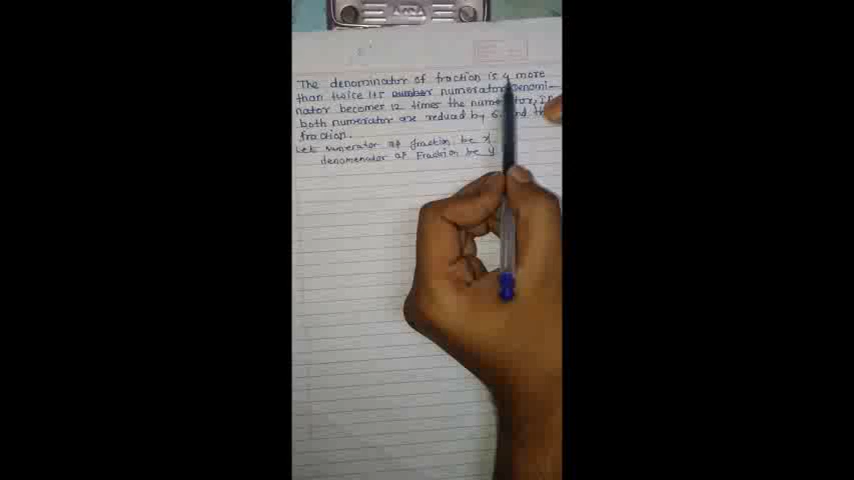 The denominator of fraction is 4 more
than twice its number numerator Denomi-
nator becomes 12 times the numerator, if
both numerator are reduced by 6. find the
fraction.
Let numerator of fraction be x
denomenator of Fraction be y